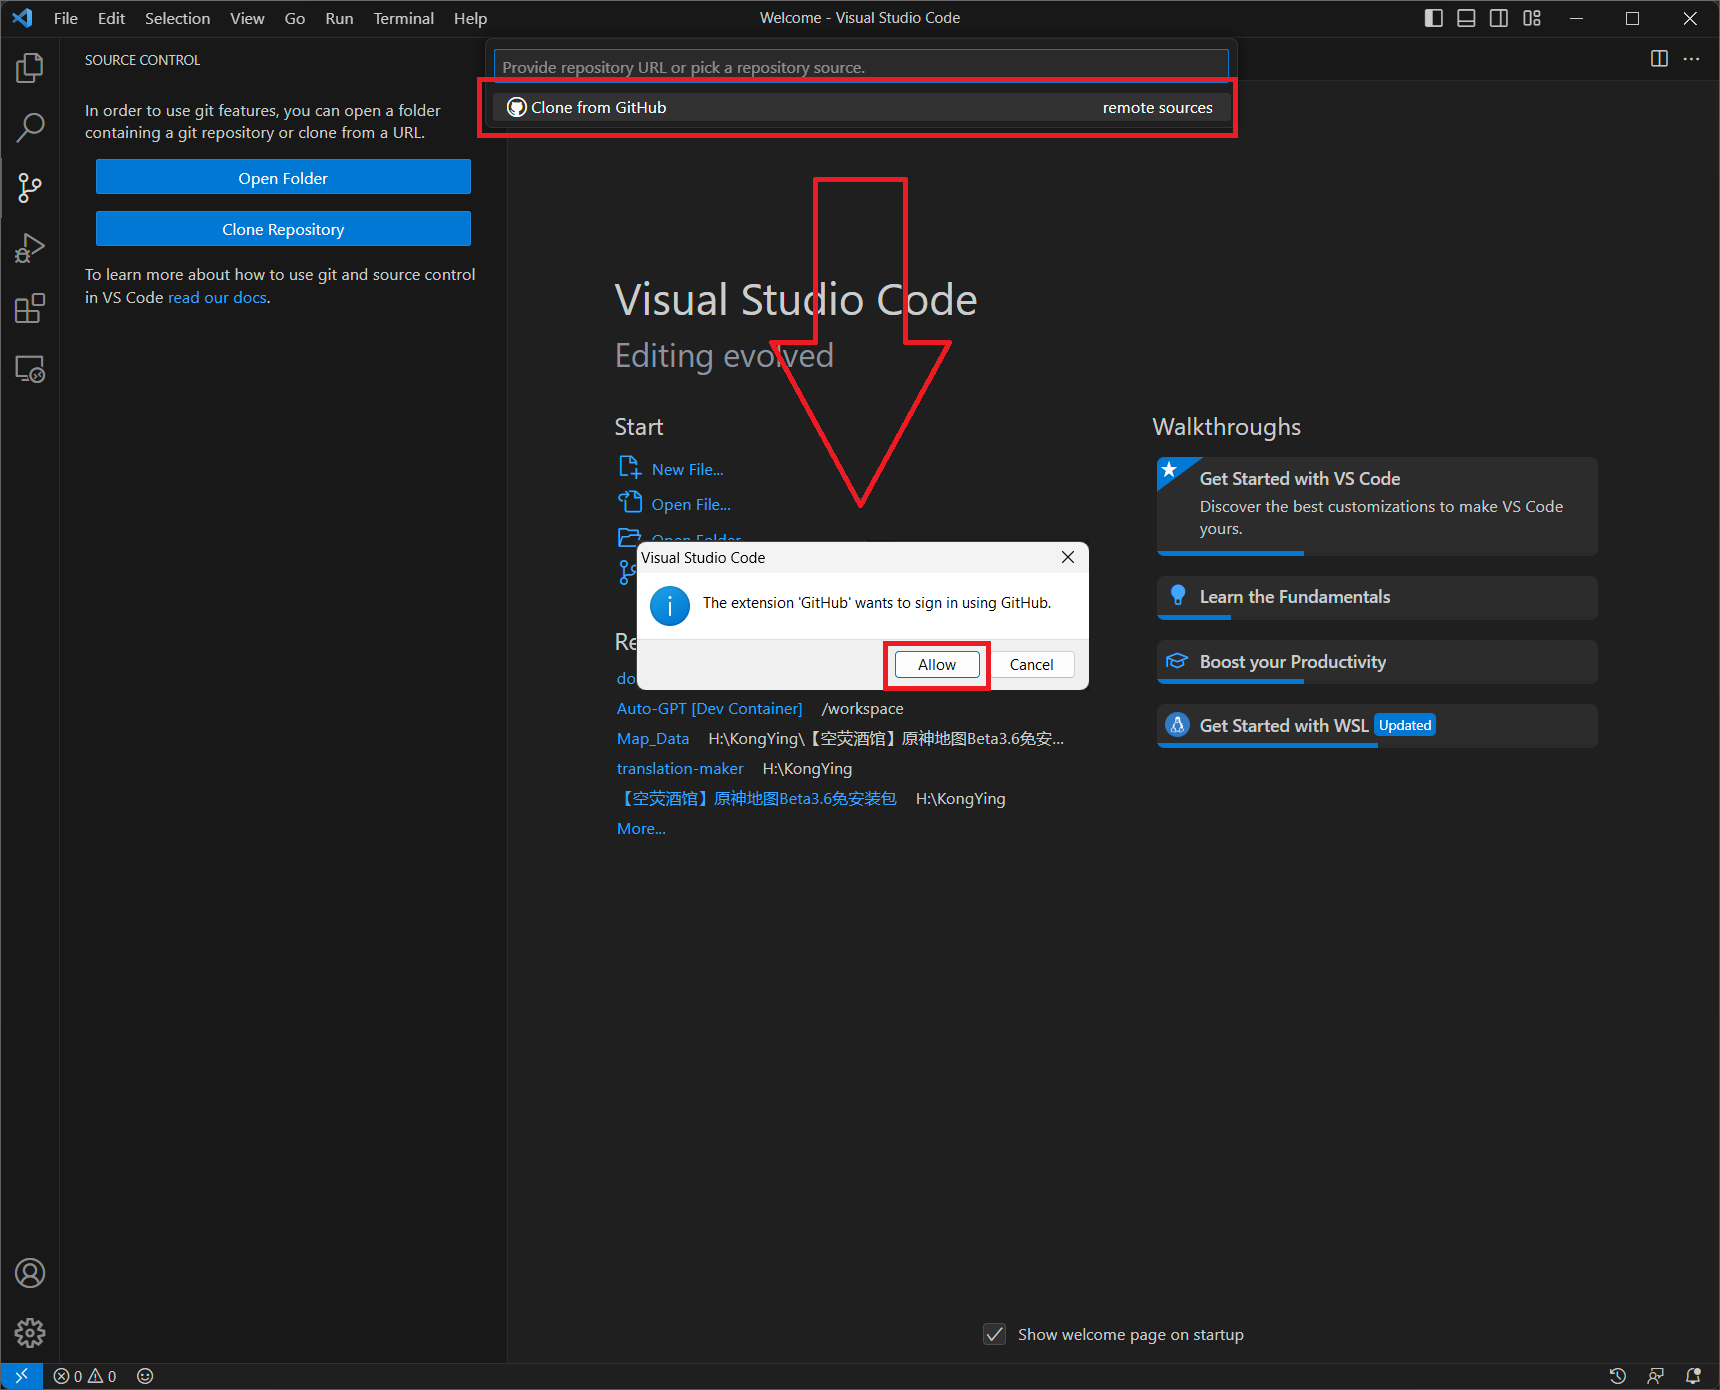 File Edit Selection View Go Run Terminal Help
Welcome - Visual Studio Code
SOURCE CONTROL
In order to use git features, you can open a folder
containing a git repository or clone from a URL.
Open Folder
Clone Repository
To learn more about how to use git and source control
in VS Code read our docs.
Provide repository URL or pick a repository source.
Clone from GitHub remote sources
Visual Studio Code
Editing evolved
Start
New File...
Open File...
Open Folder
Visual Studio Code
The extension 'GitHub' wants to sign in using GitHub.
Allow Cancel
Auto-GPT [Dev Container] /workspace
Map_Data H:\KongYing\【空荧酒馆】原神地图Beta3.6免安...
translation-maker H:\KongYing
【空荧酒馆】原神地图Beta3.6免安装包 H:\KongYing
More...
Walkthroughs
Get Started with VS Code
Discover the best customizations to make VS Code
yours.
Learn the Fundamentals
Boost your Productivity
Get Started with WSL Updated
Show welcome page on startup
0 0